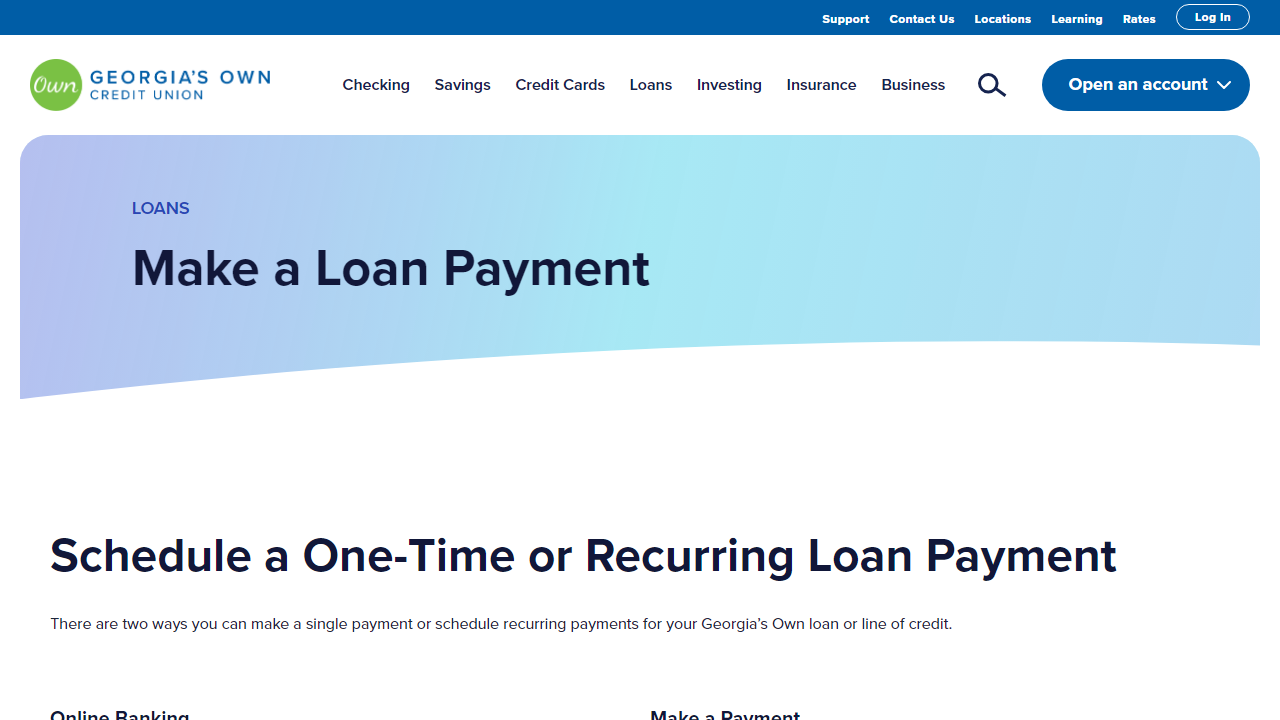 Support Contact Us Locations Learning Rates Log In
Own GEORGIA'S OWN
CREDIT UNION
Checking Savings Credit Cards Loans Investing Insurance Business Open an account
LOANS
Make a Loan Payment
Schedule a One-Time or Recurring Loan Payment
There are two ways you can make a single payment or schedule recurring payments for your Georgia’s Own loan or line of credit.
Online Banking Make a Payment